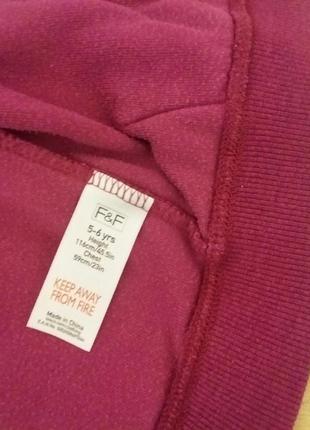 F&F
5-6 yrs
Height
116cm/45.5in
Chest
59cm/23in
KEEP AWAY
FROM FIRE
Made in China